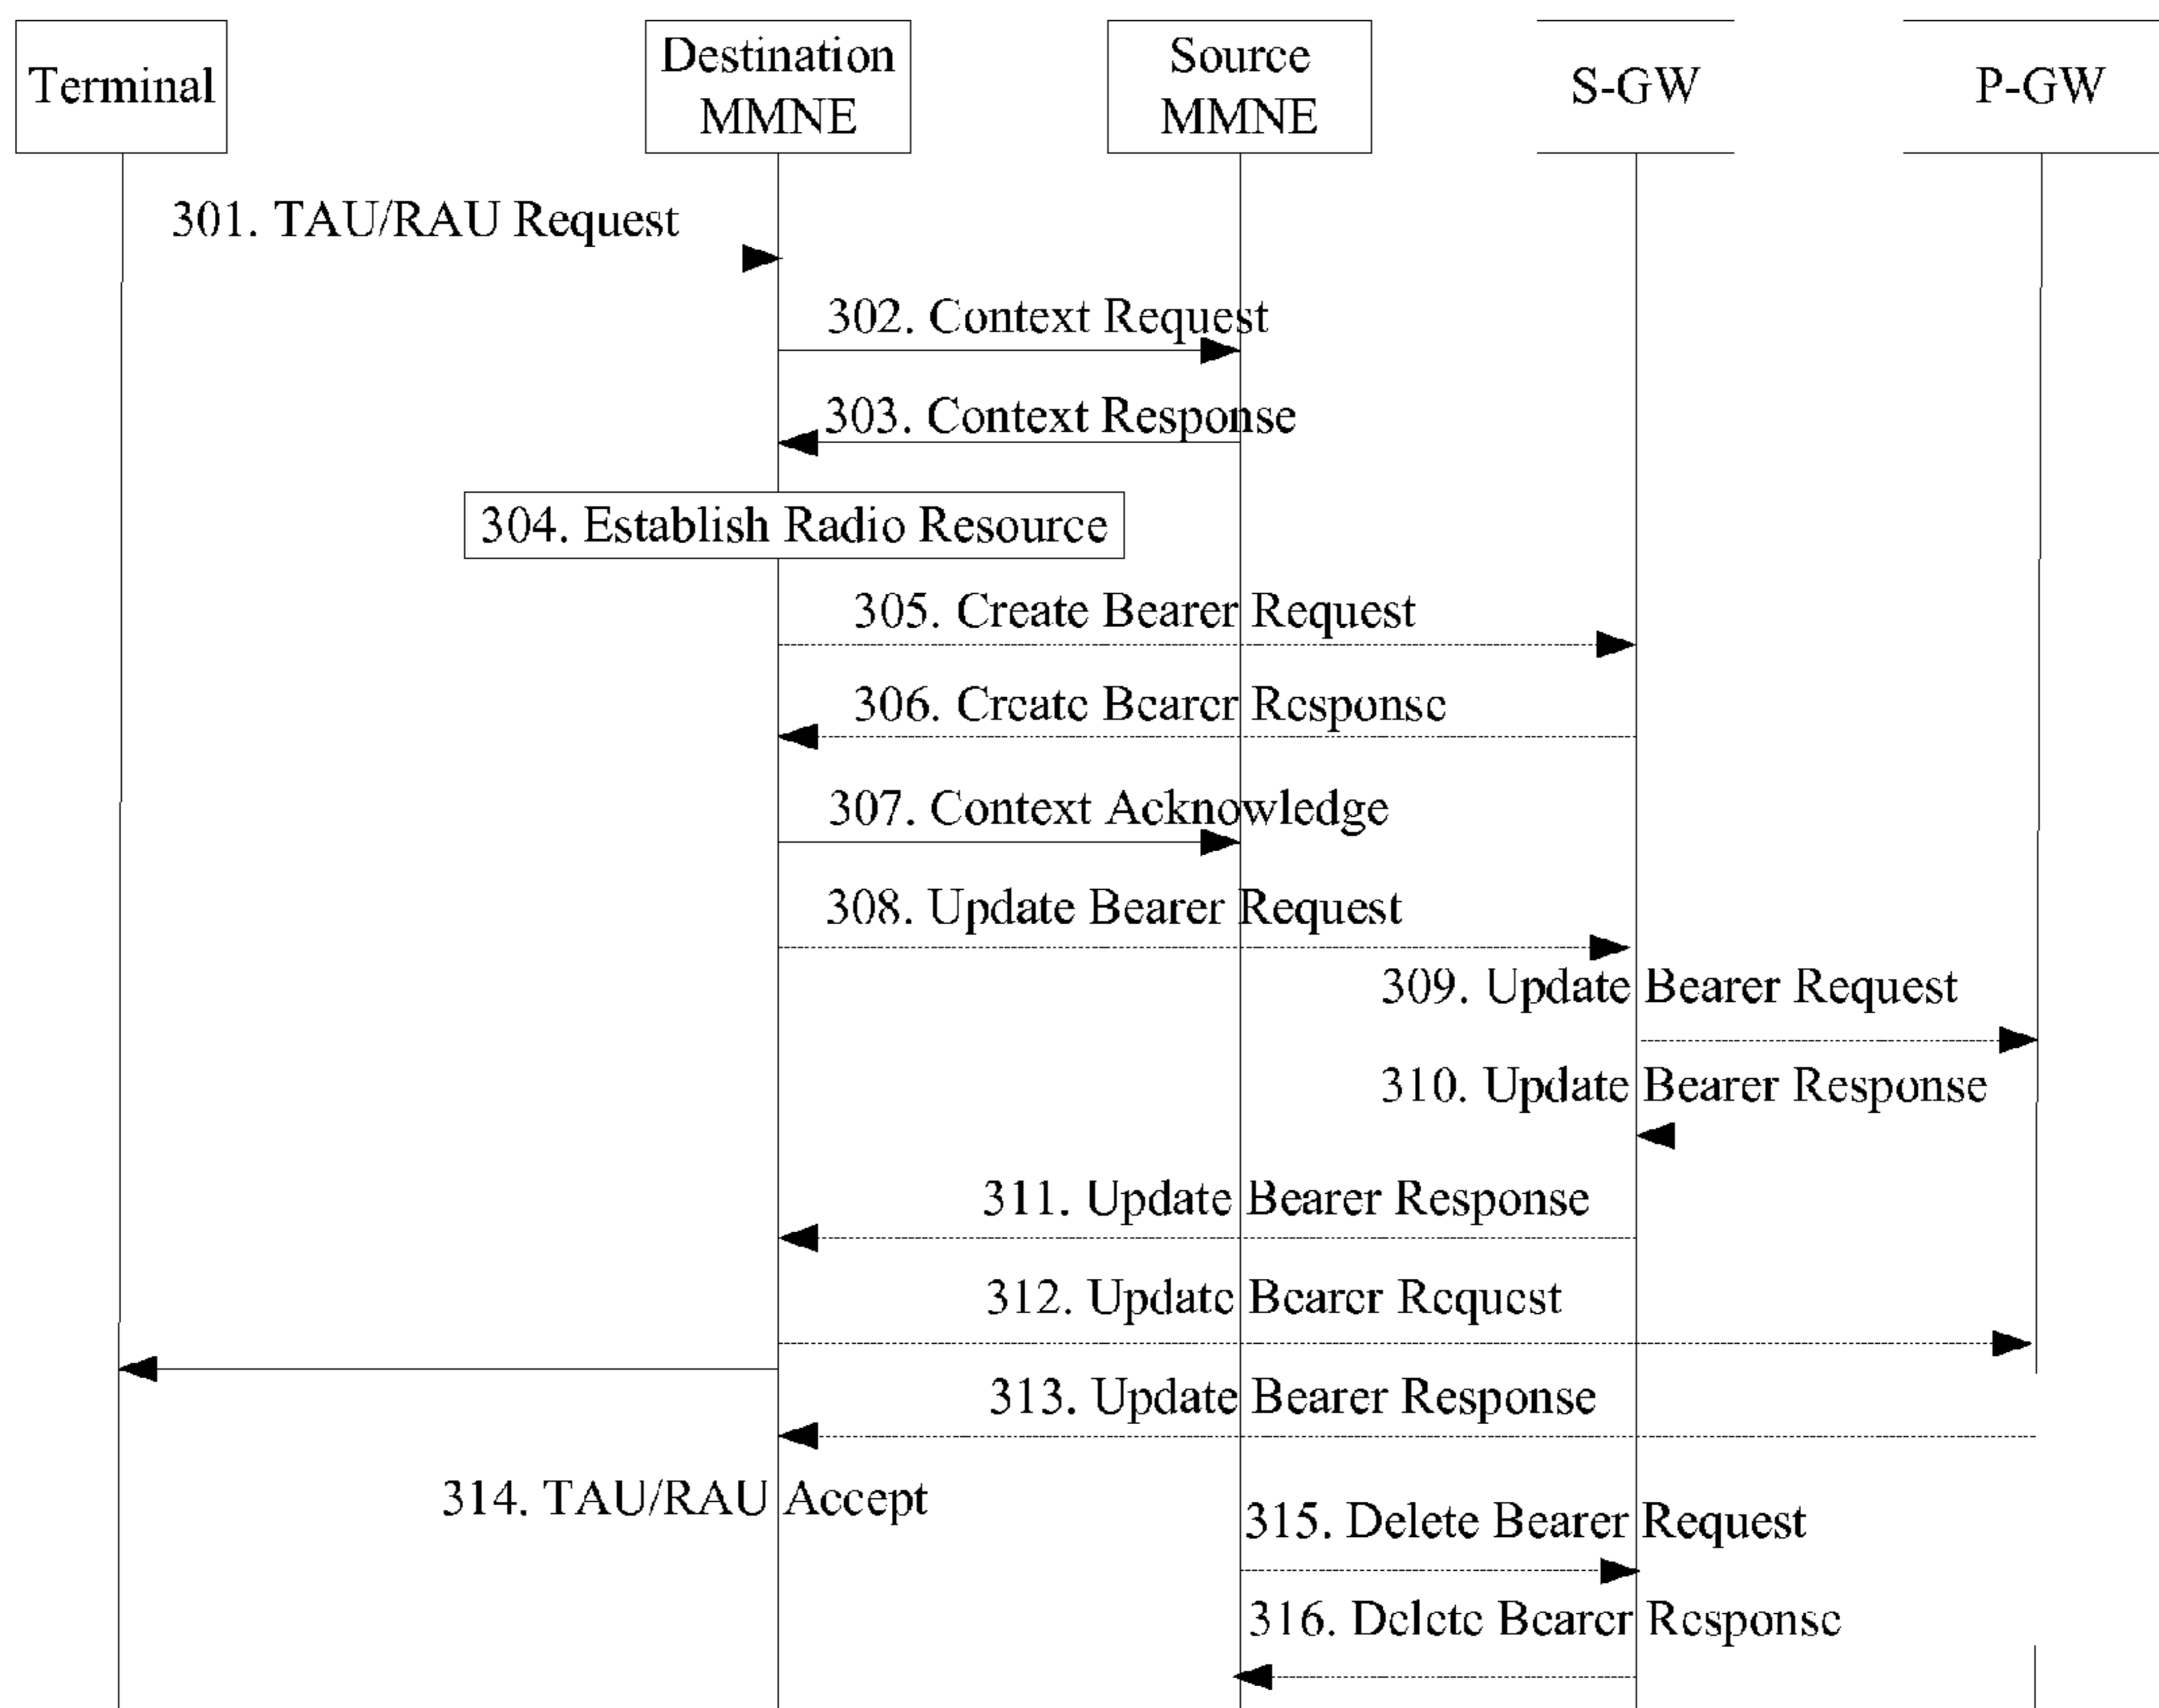 Terminal
Destination
MMNE
Source
MMNE
S-GW
P-GW
301. TAU/RAU Request
302. Context Request
303. Context Response
304. Establish Radio Resource
305. Create Bearer Request
306. Create Bearer Response
307. Context Acknowledge
308. Update Bearer Request
309. Update Bearer Request
310. Update Bearer Response
311. Update Bearer Response
312. Update Bearer Request
313. Update Bearer Response
314. TAU/RAU Accept
315. Delete Bearer Request
316. Delete Bearer Response